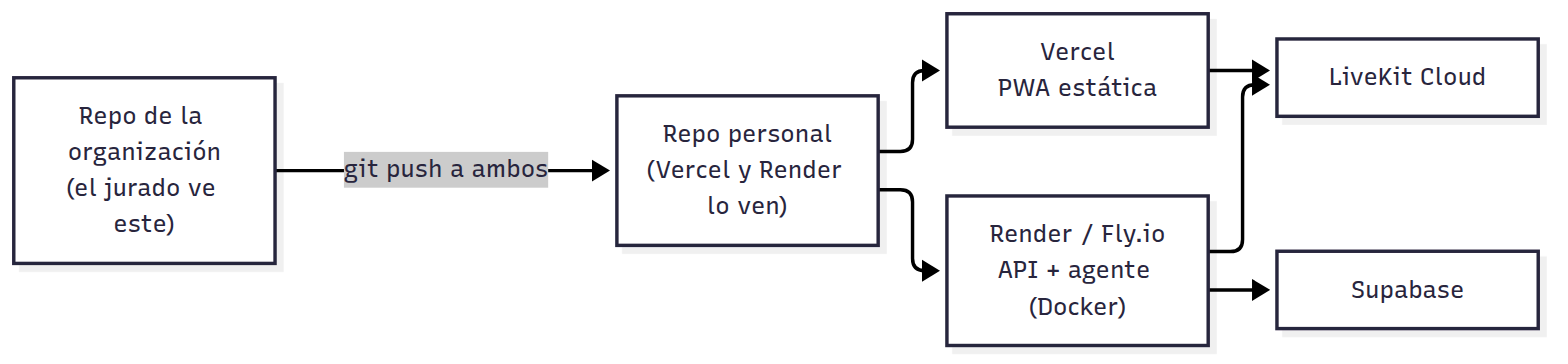 Repo de la
organización
(el jurado ve
este)
git push a ambos
Repo personal
(Vercel y Render
lo ven)
Vercel
PWA estática
Render / Fly.io
API + agente
(Docker)
LiveKit Cloud
Supabase